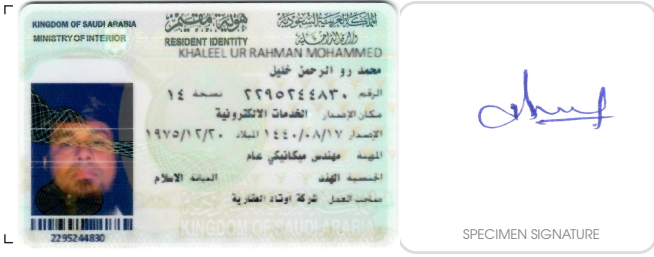 KINGDOM OF SAUDI ARABIA
MINISTRY OF INTERIOR
المملكة العربية السعودية
وزارة الداخلية
هوية مقيم
RESIDENT IDENTITY
KHALEEL UR RAHMAN MOHAMMED
محمد رو الرحمن خليل
الرقم ٢٢٩٥٢٤٤٨٣٠ نسخة ١٤
مكان الإصدار الخدمات الالكترونية
الإصدار ١٤٤٠/٠٨/١٧ الميلاد ١٩٧٥/١٢/٢٠
المهنة مهندس ميكانيكي عام
الجنسية الهند الديانة الاسلام
صاحب العمل شركة اوتاد العقارية
KINGDOM OF SAUDI ARABIA
2295244830
SPECIMEN SIGNATURE